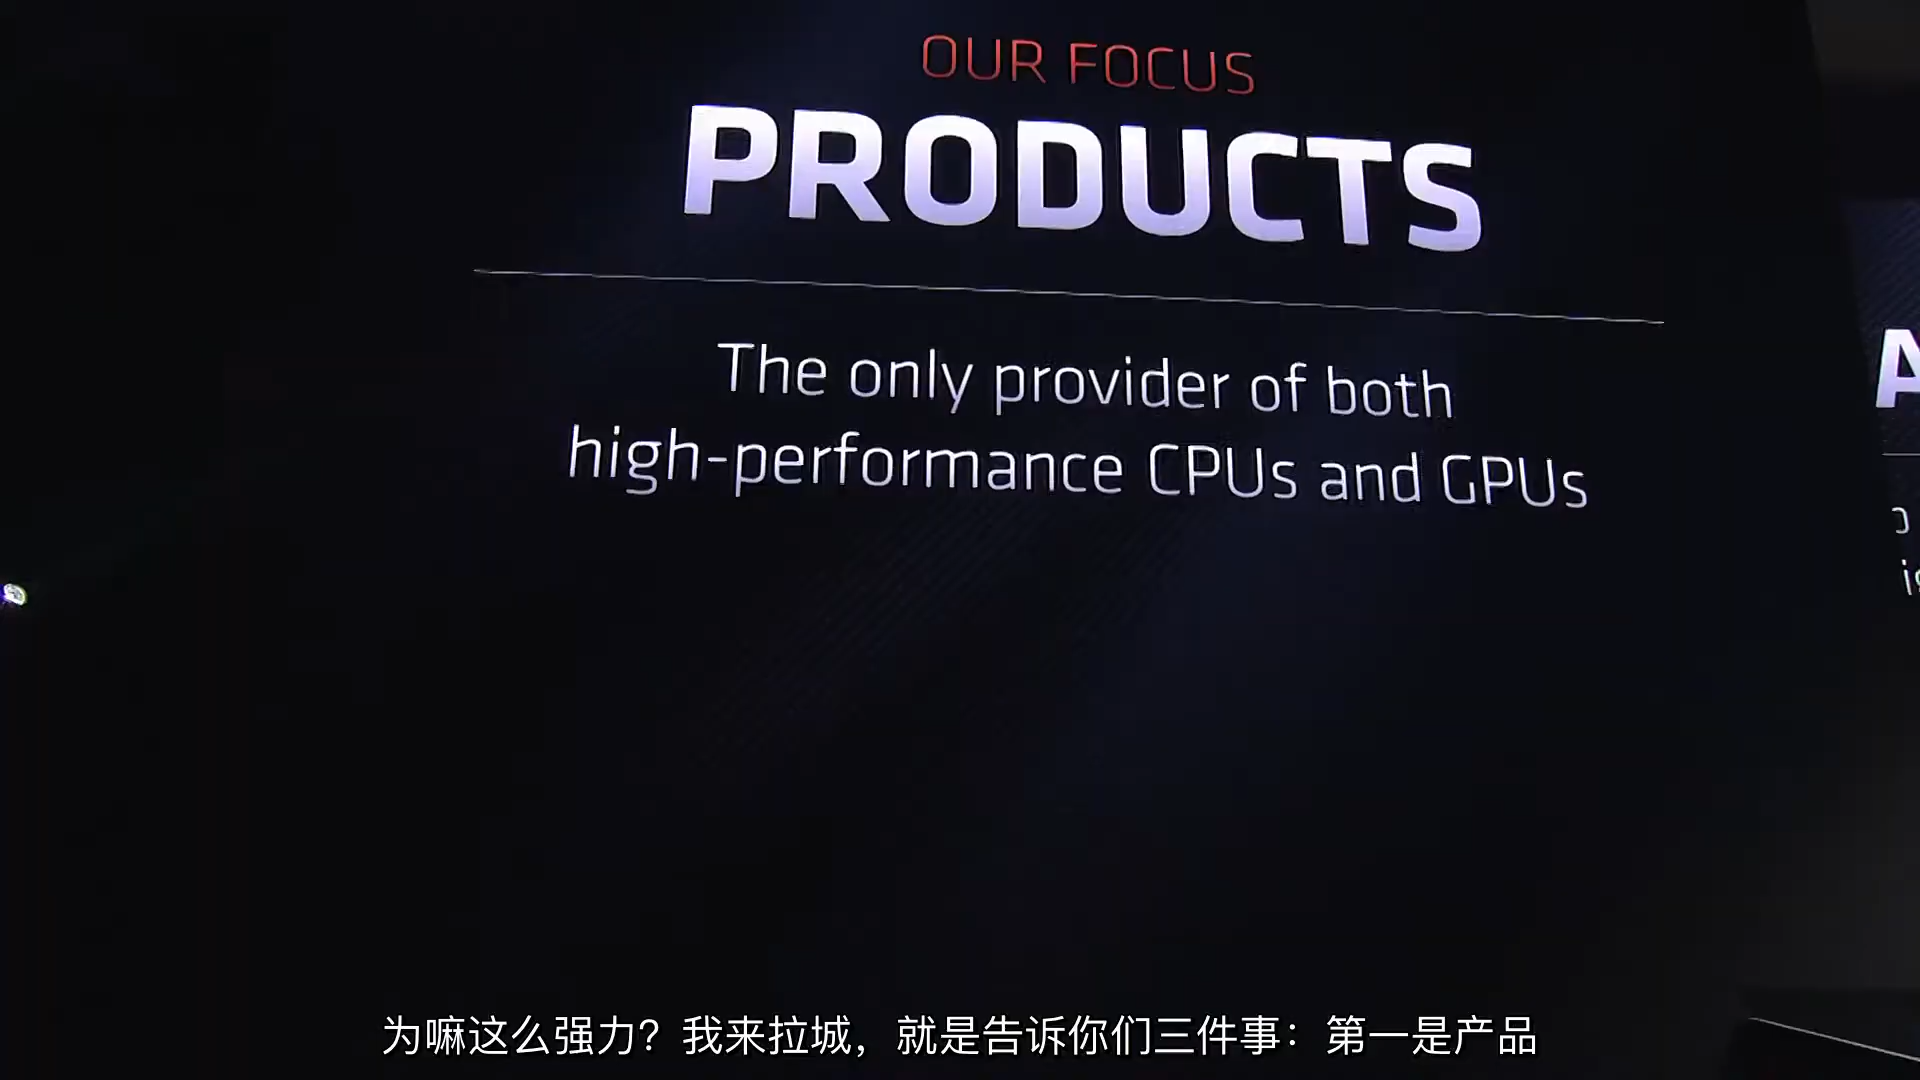 OUR FOCUS
PRODUCTS
The only provider of both
high-performance CPUs and GPUs
为嘛这么强力？我来拉城，就是告诉你们三件事：第一是产品